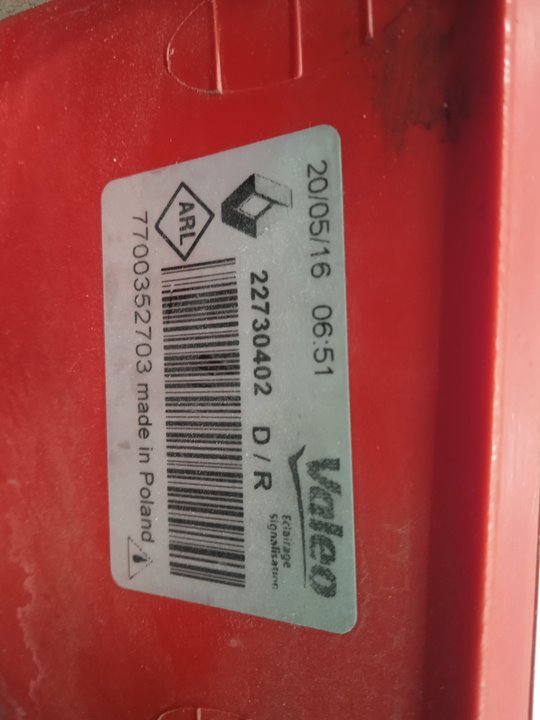 20/05/16 06:51
Valeo
Eclairage
Signalisation
22730402 D / R
ARL
7700352703 made in Poland